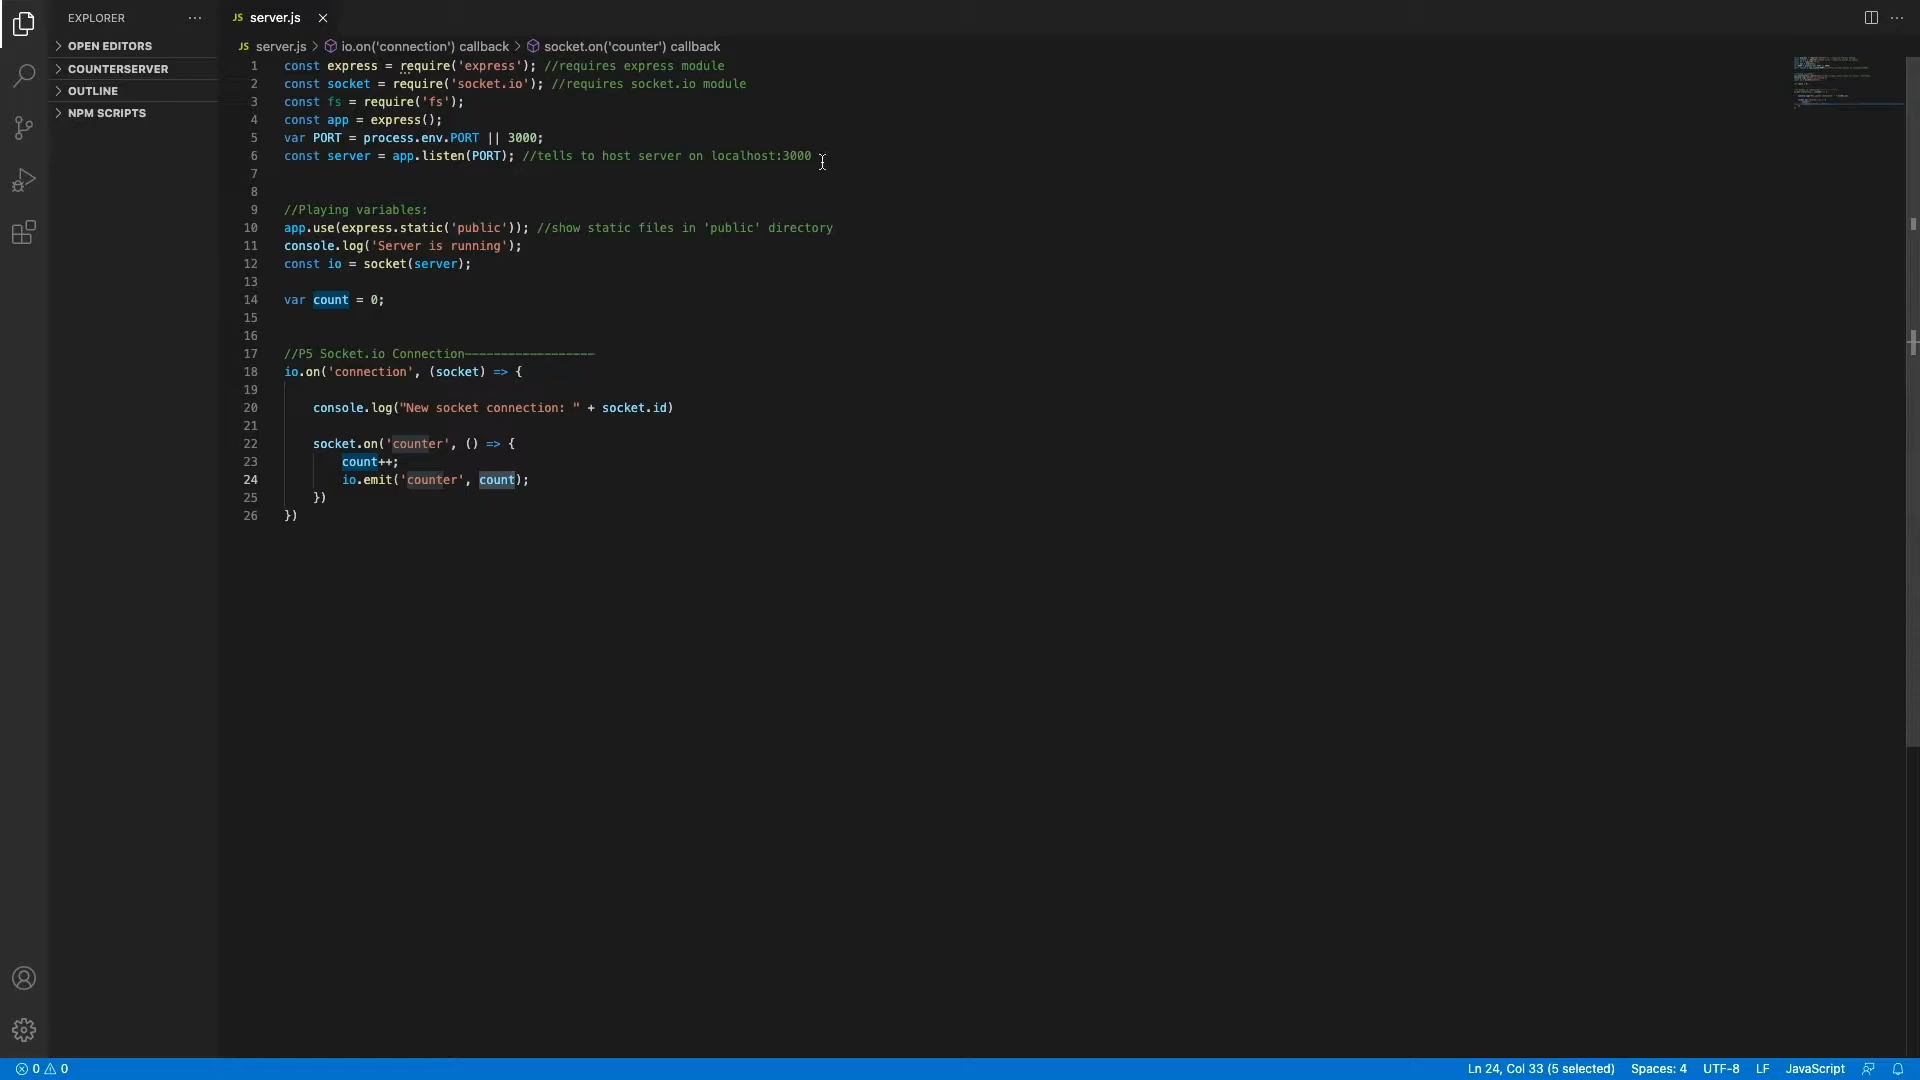 EXPLORER
OPEN EDITORS
COUNTERSERVER
OUTLINE
NPM SCRIPTS
JS server.js
JS server.js > io.on('connection') callback > socket.on('counter') callback
1 const express = require('express'); //requires express module
2 const socket = require('socket.io'); //requires socket.io module
3 const fs = require('fs');
4 const app = express();
5 var PORT = process.env.PORT || 3000;
6 const server = app.listen(PORT); //tells to host server on localhost:3000
7
8
9 //Playing variables:
10 app.use(express.static('public')); //show static files in 'public' directory
11 console.log('Server is running');
12 const io = socket(server);
13
14 var count = 0;
15
16
17 //P5 Socket.io Connection------------------
18 io.on('connection', (socket) => {
19
20     console.log("New socket connection: " + socket.id)
21
22     socket.on('counter', () => {
23         count++;
24         io.emit('counter', count);
25     })
26 })
0 0
Ln 24, Col 33 (5 selected) Spaces: 4 UTF-8 LF JavaScript